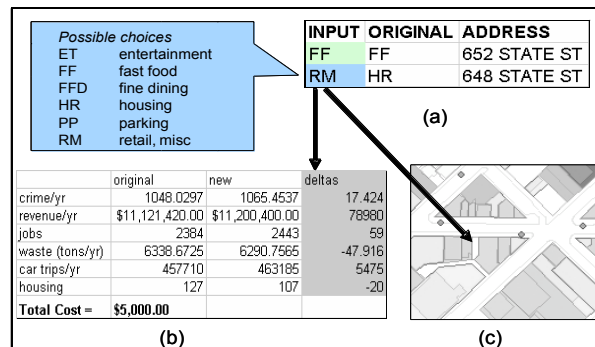 Possible choices
ET entertainment
FF fast food
FFD fine dining
HR housing
PP parking
RM retail, misc
INPUT ORIGINAL ADDRESS
FF FF 652 STATE ST
RM HR 648 STATE ST
(a)
original new deltas
crime/yr 1048.0297 1065.4537 17.424
revenue/yr $11,121,420.00 $11,200,400.00 78980
jobs 2384 2443 59
waste (tons/yr) 6338.6725 6290.7565 -47.916
car trips/yr 457710 463185 5475
housing 127 107 -20
Total Cost = $5,000.00
(b)
(c)